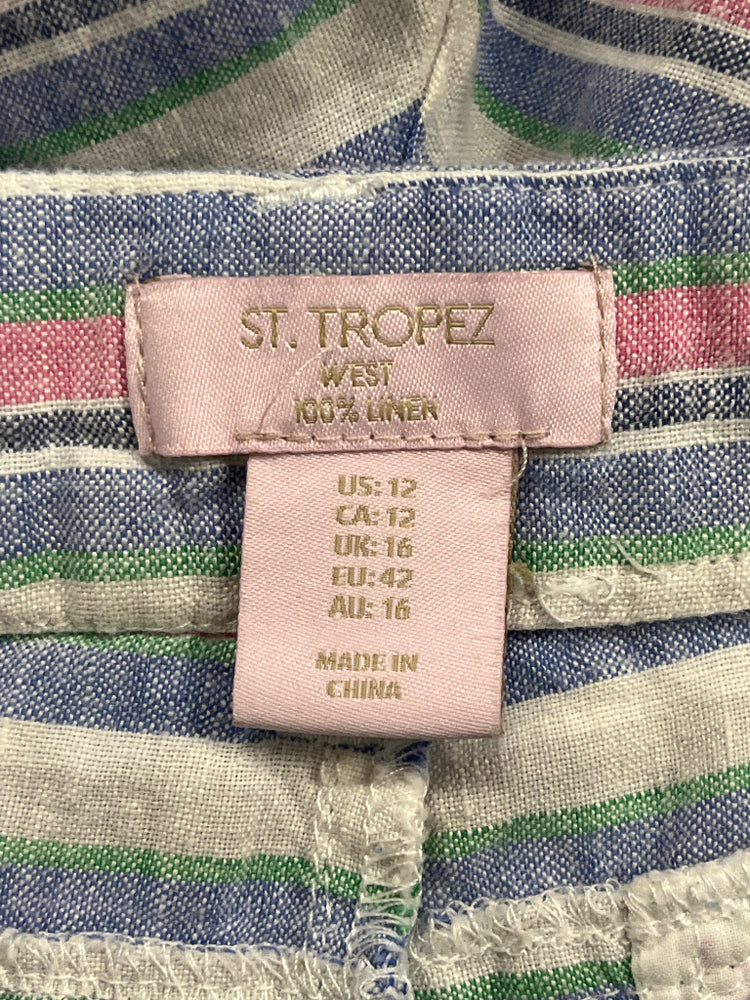 ST. TROPEZ
WEST
100% LINEN
US: 12
CA: 12
UK: 16
EU: 42
AU: 16
MADE IN
CHINA